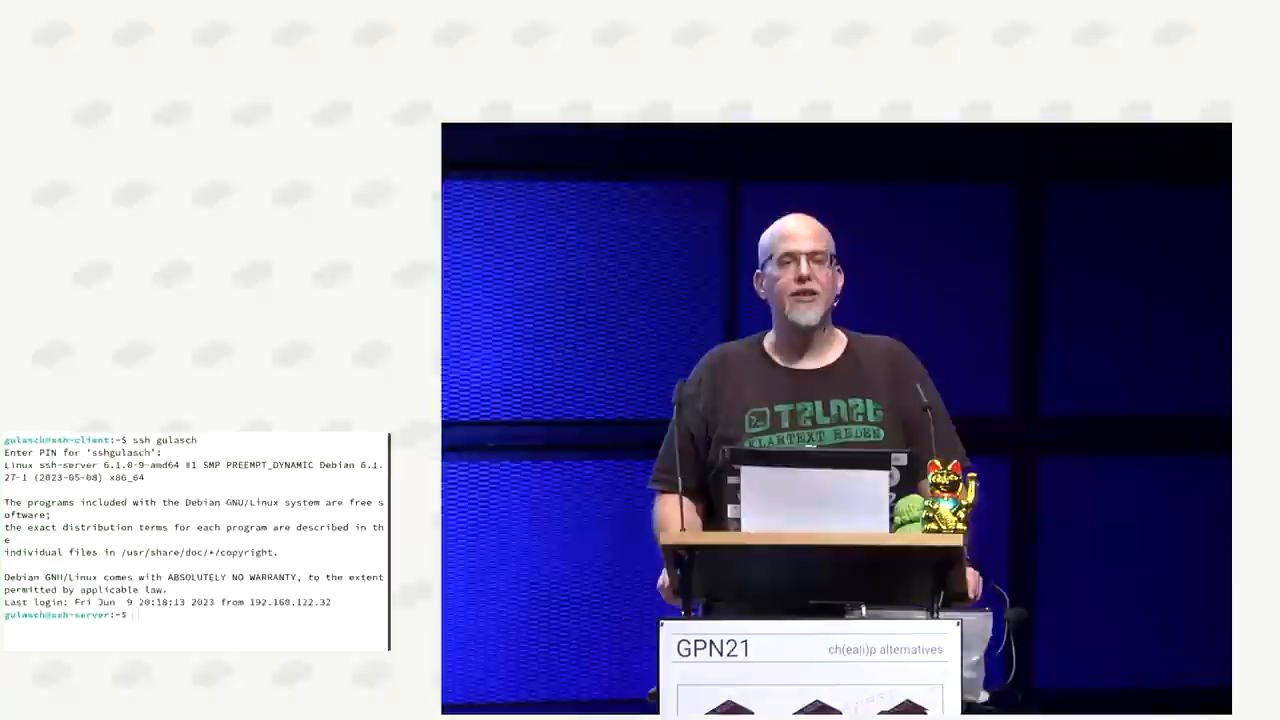 gulasch@ssh-client:~$ ssh gulasch
Enter PIN for 'sshgulasch':
Linux ssh-server 6.1.0-9-amd64 #1 SMP PREEMPT_DYNAMIC Debian 6.1.
27-1 (2023-05-08) x86_64
The programs included with the Debian GNU/Linux system are free s
oftware;
the exact distribution terms for each program are described in th
e
individual files in /usr/share/doc/*/copyright.
Debian GNU/Linux comes with ABSOLUTELY NO WARRANTY, to the extent
permitted by applicable law.
Last login: Fri Jun  9 20:18:13 2023 from 192.168.122.32
gulasch@ssh-server:~$
TELNET
KLARTEXT REDEN
GPN21
ch(ea|i)p alternatives